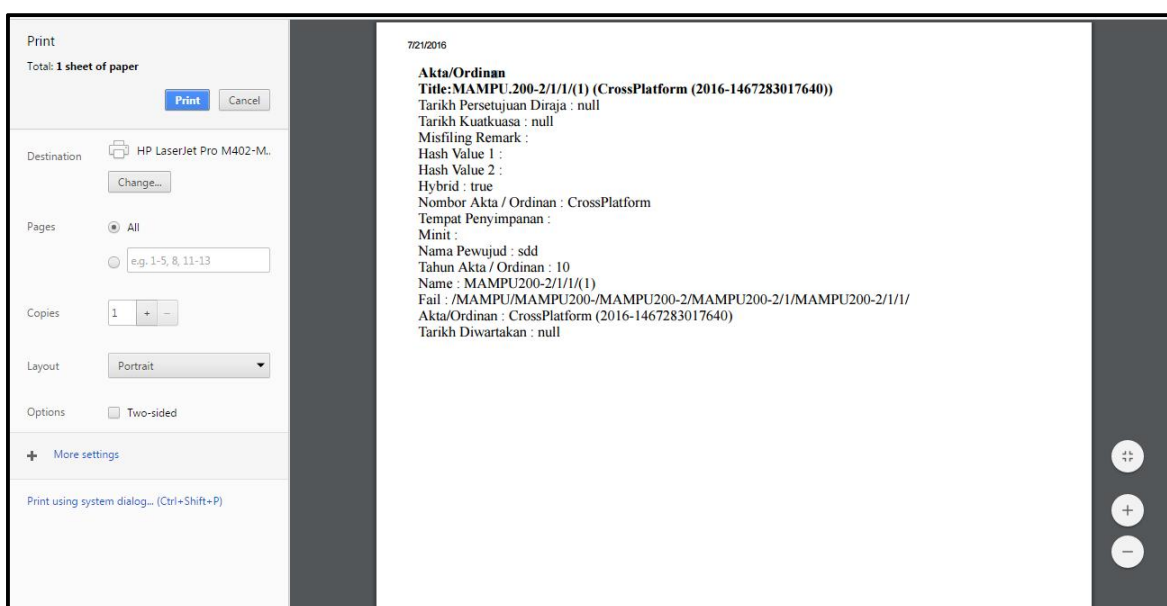 Print
Total: 1 sheet of paper
Print Cancel
Destination HP LaserJet Pro M402-M..
Change...
Pages All
e.g. 1-5, 8, 11-13
Copies 1 + −
Layout Portrait
Options Two-sided
+ More settings
Print using system dialog... (Ctrl+Shift+P)
7/21/2016
Akta/Ordinan
Title:MAMPU.200-2/1/1/(1) (CrossPlatform (2016-1467283017640))
Tarikh Persetujuan Diraja : null
Tarikh Kuatkuasa : null
Misfiling Remark :
Hash Value 1 :
Hash Value 2 :
Hybrid : true
Nombor Akta / Ordinan : CrossPlatform
Tempat Penyimpanan :
Minit :
Nama Pewujud : sdd
Tahun Akta / Ordinan : 10
Name : MAMPU200-2/1/1/(1)
Fail : /MAMPU/MAMPU200-/MAMPU200-2/MAMPU200-2/1/MAMPU200-2/1/1/
Akta/Ordinan : CrossPlatform (2016-1467283017640)
Tarikh Diwartakan : null